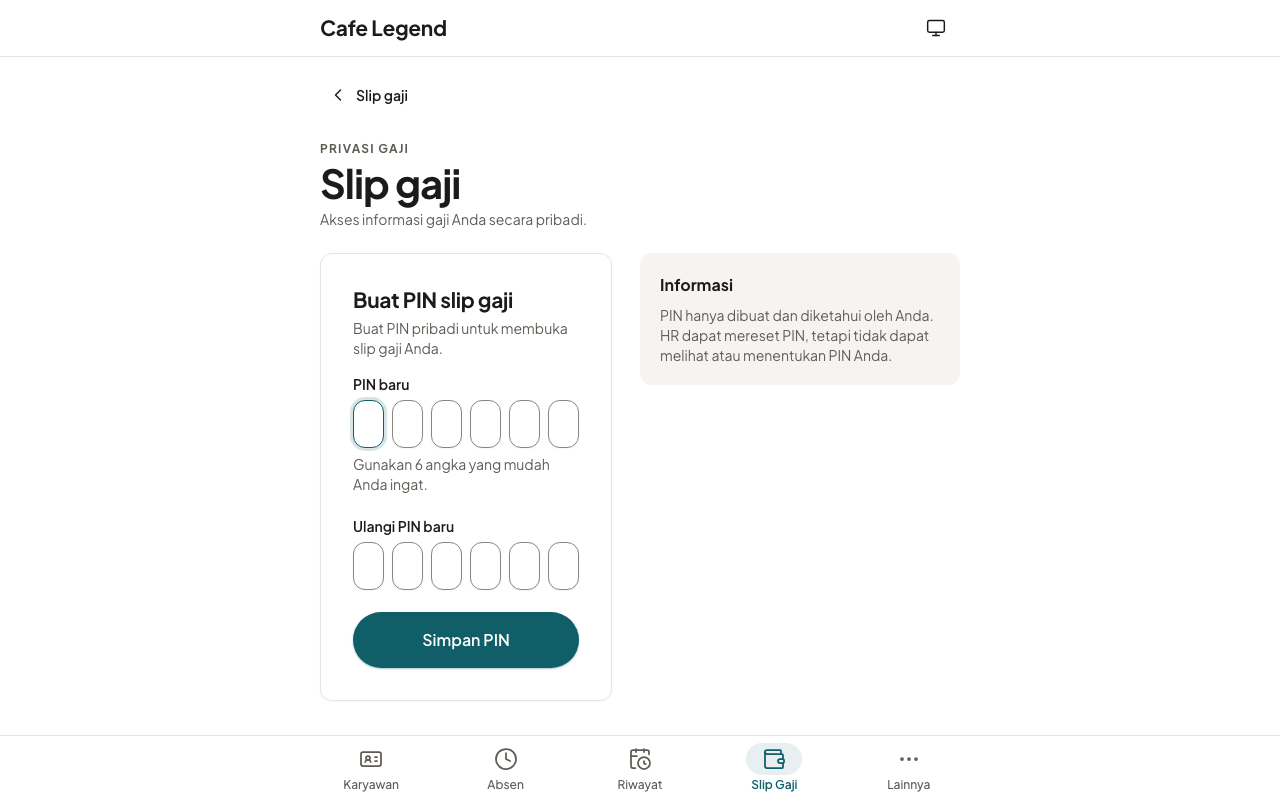 Cafe Legend
Slip gaji
PRIVASI GAJI
Slip gaji
Akses informasi gaji Anda secara pribadi.
Buat PIN slip gaji
Buat PIN pribadi untuk membuka
slip gaji Anda.
PIN baru
Gunakan 6 angka yang mudah
Anda ingat.
Ulangi PIN baru
Simpan PIN
Informasi
PIN hanya dibuat dan diketahui oleh Anda.
HR dapat mereset PIN, tetapi tidak dapat
melihat atau menentukan PIN Anda.
Karyawan
Absen
Riwayat
Slip Gaji
Lainnya